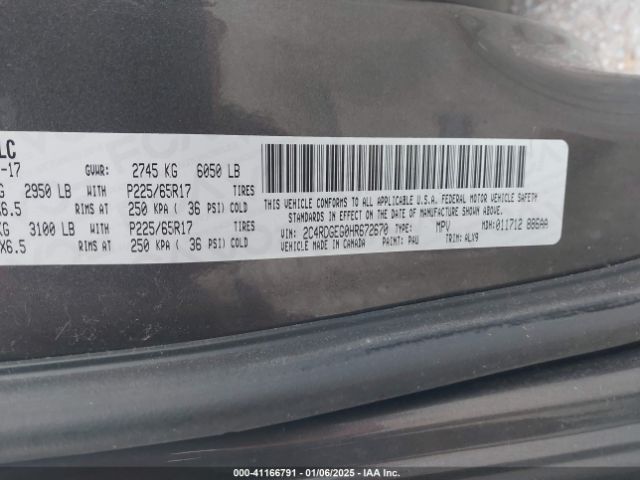 LC
-17 GVWR: 2745 KG 6050 LB
G 2950 LB WITH P225/65R17 TIRES
X6.5 RIMS AT 250 KPA ( 36 PSI) COLD
KG 3100 LB WITH P225/65R17 TIRES
X6.5 RIMS AT 250 KPA ( 36 PSI) COLD
THIS VEHICLE CONFORMS TO ALL APPLICABLE U.S.A. FEDERAL MOTOR VEHICLE SAFETY
STANDARDS IN EFFECT ON THE DATE OF MANUFACTURE SHOWN ABOVE.
VIN: 2C4RDGEG0HR672670 TYPE: MPV MDH: 011712 886AA
MADE IN CANADA PAINT: PAU TRIM: ALX9
000-41166791 - 01/06/2025 - IAA Inc.